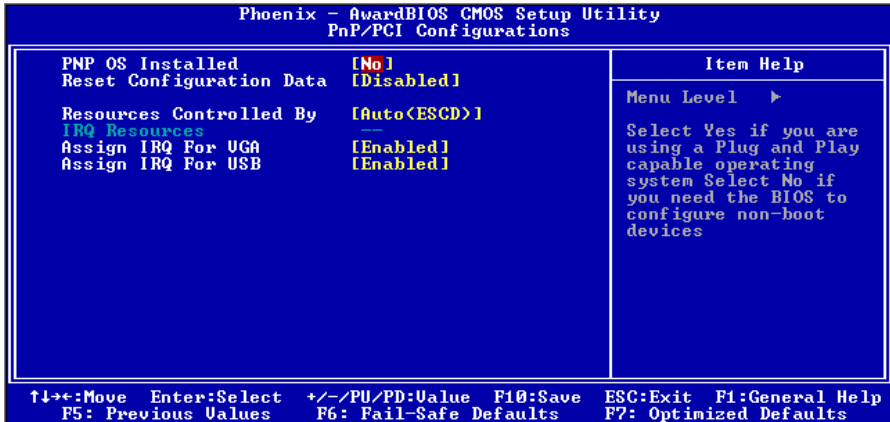 Phoenix - AwardBIOS CMOS Setup Utility
PnP/PCI Configurations
PNP OS Installed [No]
Reset Configuration Data [Disabled]
Resources Controlled By [Auto(ESCD)]
IRQ Resources --
Assign IRQ For VGA [Enabled]
Assign IRQ For USB [Enabled]
Item Help
Menu Level ▶
Select Yes if you are
using a Plug and Play
capable operating
system Select No if
you need the BIOS to
configure non-boot
devices
↑↓→←:Move Enter:Select +/-/PU/PD:Value F10:Save ESC:Exit F1:General Help
F5: Previous Values F6: Fail-Safe Defaults F7: Optimized Defaults